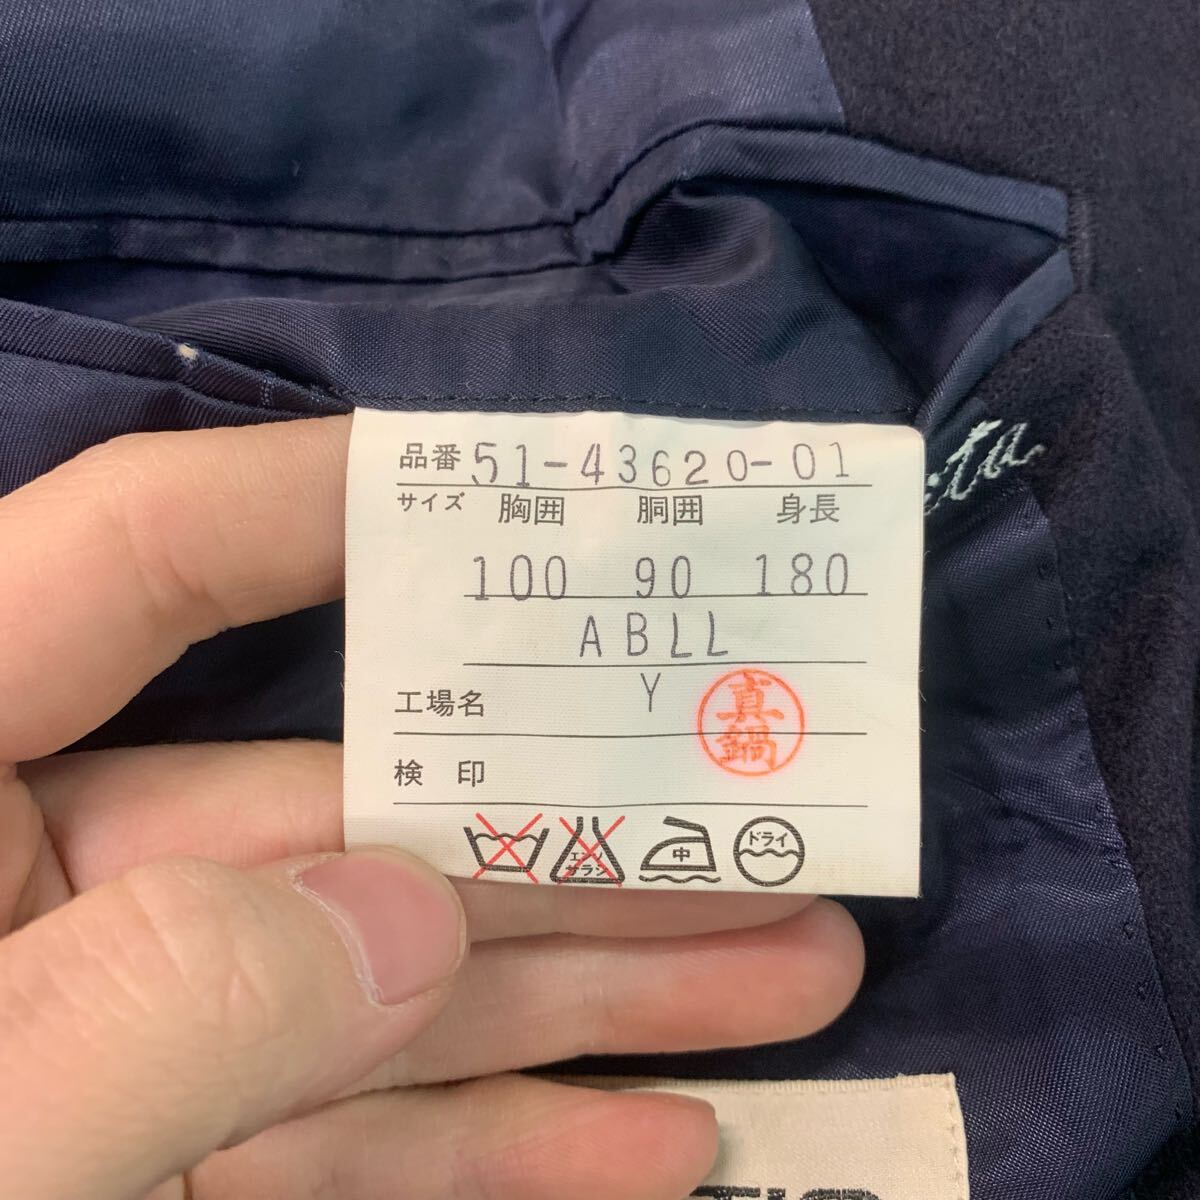 品番 51-43620-01
サイズ 胸囲 胴囲 身長
100 90 180
ABLL
工場名 Y
真鍋
検印
エンソサラシ 中 ドライ
ita